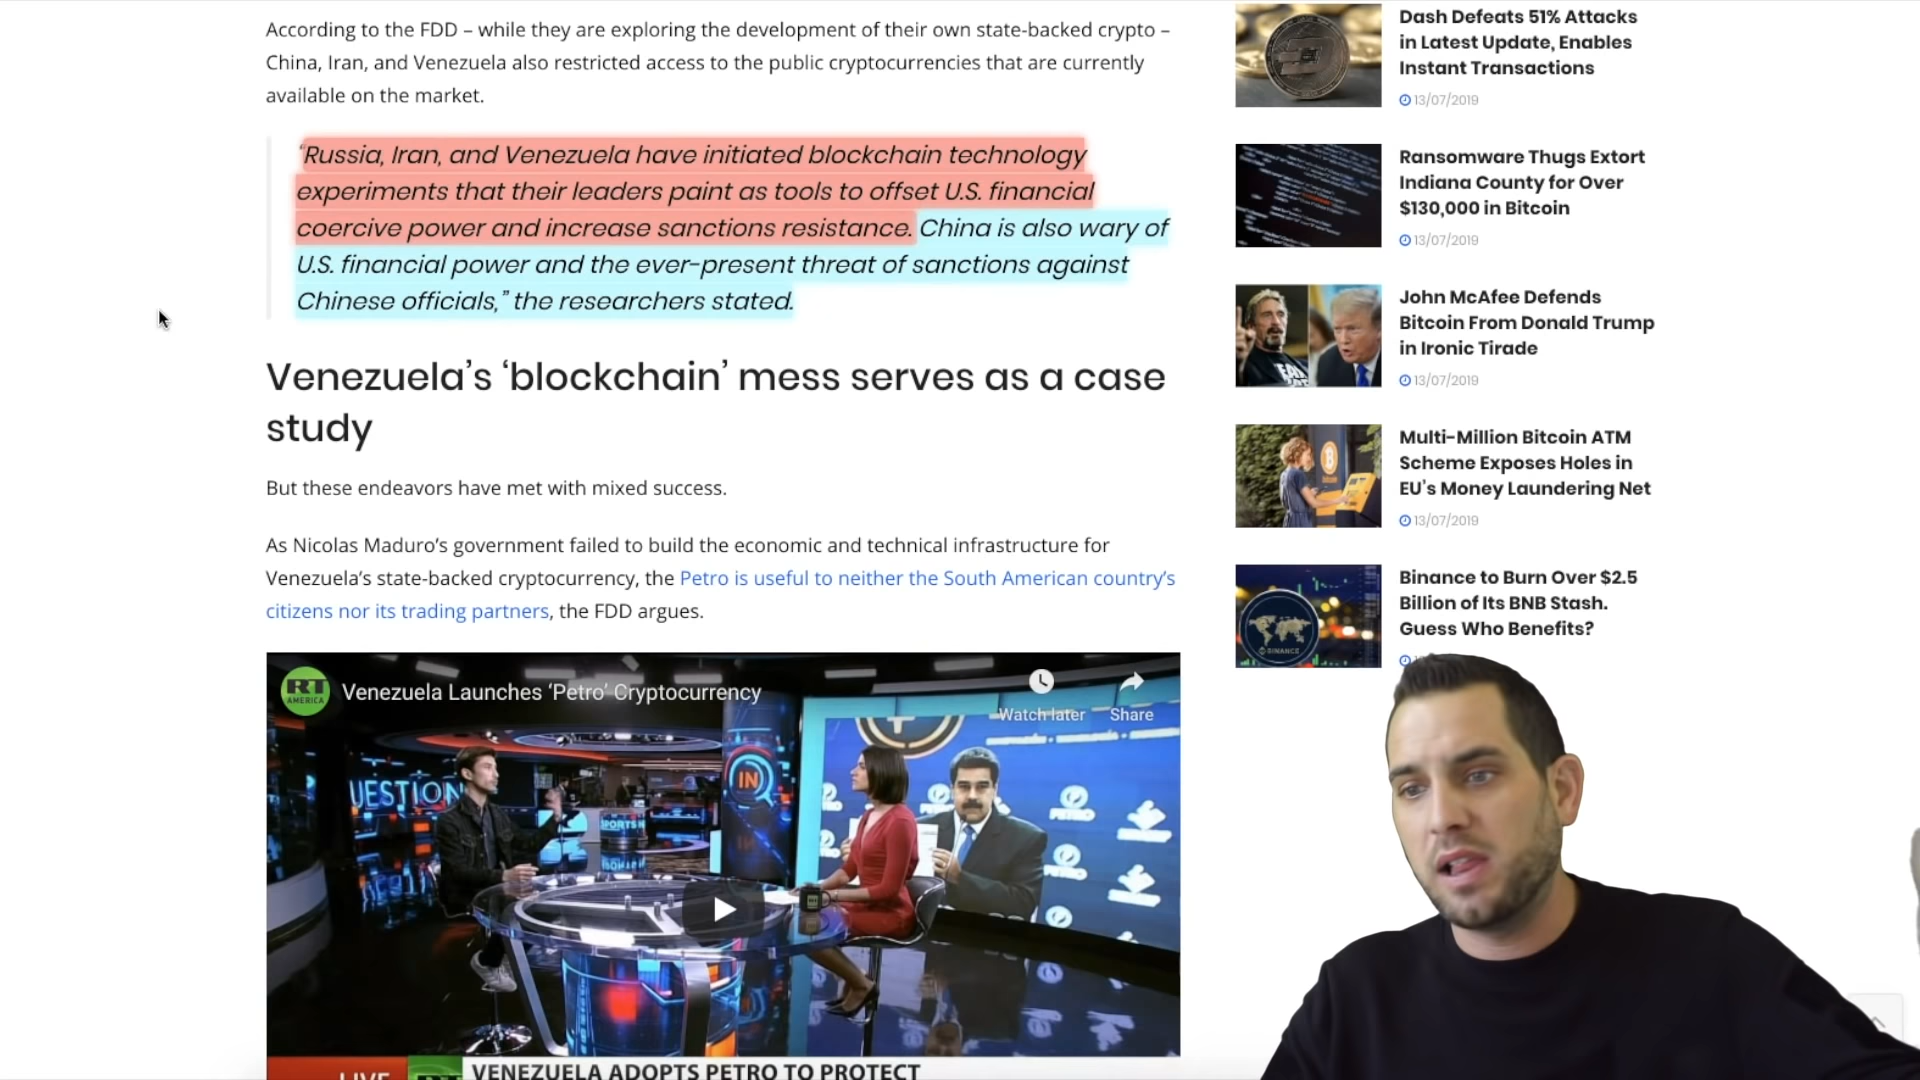 According to the FDD – while they are exploring the development of their own state-backed crypto –
China, Iran, and Venezuela also restricted access to the public cryptocurrencies that are currently
available on the market.
“Russia, Iran, and Venezuela have initiated blockchain technology
experiments that their leaders paint as tools to offset U.S. financial
coercive power and increase sanctions resistance. China is also wary of
U.S. financial power and the ever-present threat of sanctions against
Chinese officials,” the researchers stated.
Venezuela’s ‘blockchain’ mess serves as a case
study
But these endeavors have met with mixed success.
As Nicolas Maduro’s government failed to build the economic and technical infrastructure for
Venezuela’s state-backed cryptocurrency, the Petro is useful to neither the South American country’s
citizens nor its trading partners, the FDD argues.
RT
AMERICA
Venezuela Launches ‘Petro’ Cryptocurrency
Watch later
Share
UESTION
IN
SPORTS
PETRO
PETRO
LIVE
RT
VENEZUELA ADOPTS PETRO TO PROTECT
Dash Defeats 51% Attacks
in Latest Update, Enables
Instant Transactions
13/07/2019
Ransomware Thugs Extort
Indiana County for Over
$130,000 in Bitcoin
13/07/2019
John McAfee Defends
Bitcoin From Donald Trump
in Ironic Tirade
13/07/2019
Multi-Million Bitcoin ATM
Scheme Exposes Holes in
EU's Money Laundering Net
13/07/2019
BINANCE
Binance to Burn Over $2.5
Billion of Its BNB Stash.
Guess Who Benefits?